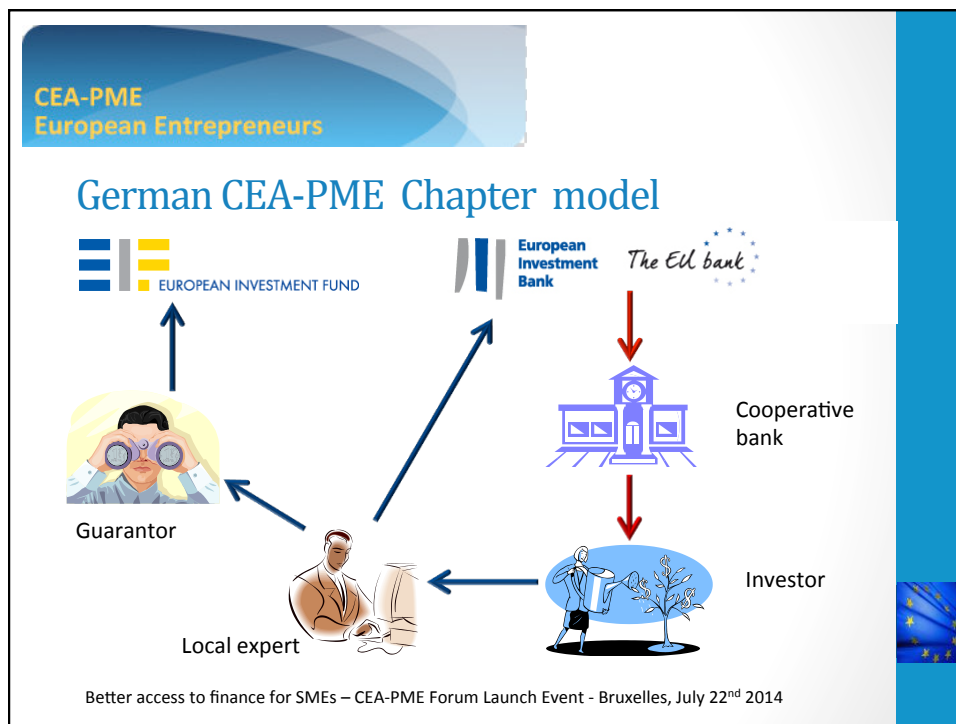 CEA-PME
European Entrepreneurs
German CEA-PME Chapter model
EIF EUROPEAN INVESTMENT FUND
European
Investment
Bank
The EU bank
Cooperative
bank
Guarantor
Investor
Local expert
Better access to finance for SMEs – CEA-PME Forum Launch Event - Bruxelles, July 22nd 2014